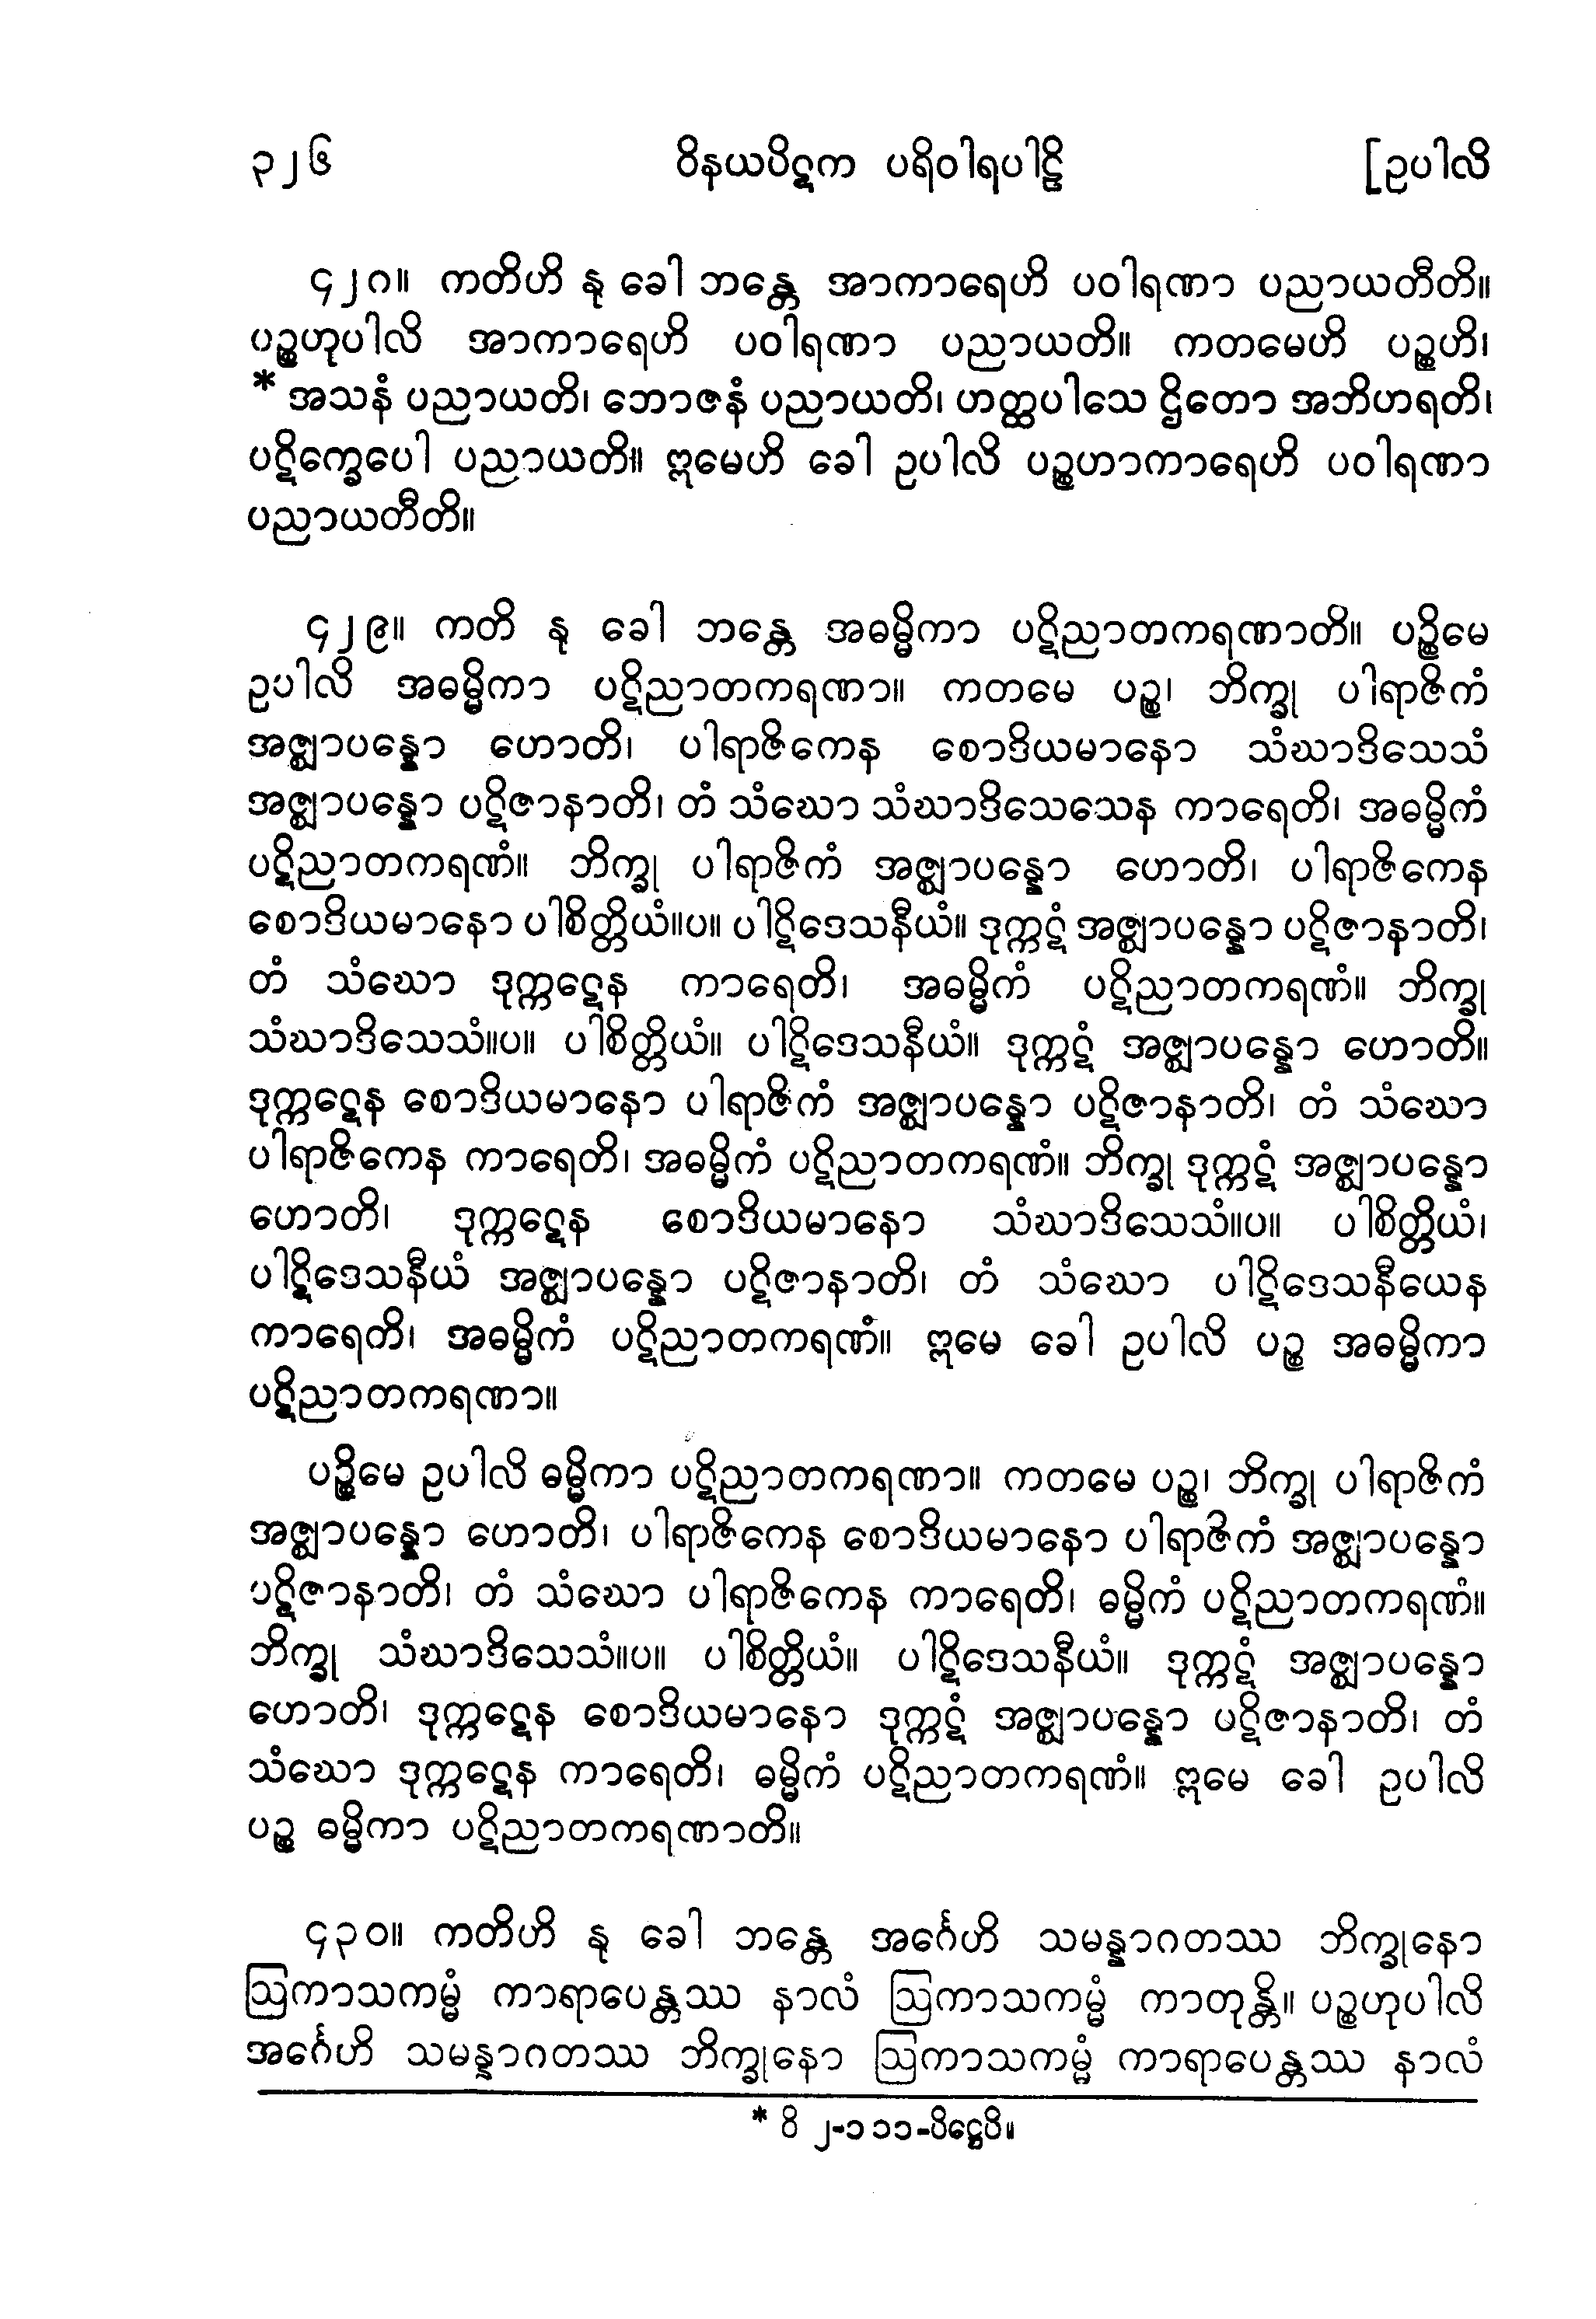 ၃၂၆ ဝိနယပိဋက ပရိဝါရပါဠိ [ဥပါလိ
၄၂၈။ ကတိဟိ နု ခေါ ဘန္တေ အာကာရေဟိ ပဝါရဏာ ပညာယတီတိ။
ပဉ္စဟုပါလိ အာကာရေဟိ ပဝါရဏာ ပညာယတိ။ ကတမေဟိ ပဉ္စဟိ၊
* အသနံ ပညာယတိ၊ ဘောဇနံ ပညာယတိ၊ ဟတ္ထပါသေ ဌိတော အဘိဟရတိ၊
ပဋိက္ခေပေါ ပညာယတိ။ ဣမေဟိ ခေါ ဥပါလိ ပဉ္စဟာကာရေဟိ ပဝါရဏာ
ပညာယတီတိ။
၄၂၉။ ကတိ နု ခေါ ဘန္တေ အဓမ္မိကာ ပဋိညာတကရဏာတိ။ ပဉ္စိမေ
ဥပါလိ အဓမ္မိကာ ပဋိညာတကရဏာ။ ကတမေ ပဉ္စ၊ ဘိက္ခု ပါရာဇိကံ
အဇ္ဈာပန္နော ဟောတိ၊ ပါရာဇိကေန စောဒိယမာနော သံဃာဒိသေသံ
အဇ္ဈာပန္နော ပဋိဇာနာတိ၊ တံ သံဃော သံဃာဒိသေသေန ကာရေတိ၊ အဓမ္မိကံ
ပဋိညာတကရဏံ။ ဘိက္ခု ပါရာဇိကံ အဇ္ဈာပန္နော ဟောတိ၊ ပါရာဇိကေန
စောဒိယမာနော ပါစိတ္တိယံ။ပ။ ပါဋိဒေသနီယံ။ ဒုက္ကဋံ အဇ္ဈာပန္နော ပဋိဇာနာတိ၊
တံ သံဃော ဒုက္ကဋေန ကာရေတိ၊ အဓမ္မိကံ ပဋိညာတကရဏံ။ ဘိက္ခု
သံဃာဒိသေသံ။ပ။ ပါစိတ္တိယံ။ ပါဋိဒေသနီယံ။ ဒုက္ကဋံ အဇ္ဈာပန္နော ဟောတိ။
ဒုက္ကဋေန စောဒိယမာနော ပါရာဇိကံ အဇ္ဈာပန္နော ပဋိဇာနာတိ၊ တံ သံဃော
ပါရာဇိကေန ကာရေတိ၊ အဓမ္မိကံ ပဋိညာတကရဏံ။ ဘိက္ခု ဒုက္ကဋံ အဇ္ဈာပန္နော
ဟောတိ၊ ဒုက္ကဋေန စောဒိယမာနော သံဃာဒိသေသံ။ပ။ ပါစိတ္တိယံ၊
ပါဋိဒေသနီယံ အဇ္ဈာပန္နော ပဋိဇာနာတိ၊ တံ သံဃော ပါဋိဒေသနီယေန
ကာရေတိ၊ အဓမ္မိကံ ပဋိညာတကရဏံ။ ဣမေ ခေါ ဥပါလိ ပဉ္စ အဓမ္မိကာ
ပဋိညာတကရဏာ။
ပဉ္စိမေ ဥပါလိ ဓမ္မိကာ ပဋိညာတကရဏာ။ ကတမေ ပဉ္စ၊ ဘိက္ခု ပါရာဇိကံ
အဇ္ဈာပန္နော ဟောတိ၊ ပါရာဇိကေန စောဒိယမာနော ပါရာဇိကံ အဇ္ဈာပန္နော
ပဋိဇာနာတိ၊ တံ သံဃော ပါရာဇိကေန ကာရေတိ၊ ဓမ္မိကံ ပဋိညာတကရဏံ။
ဘိက္ခု သံဃာဒိသေသံ။ပ။ ပါစိတ္တိယံ။ ပါဋိဒေသနီယံ။ ဒုက္ကဋံ အဇ္ဈာပန္နော
ဟောတိ၊ ဒုက္ကဋေန စောဒိယမာနော ဒုက္ကဋံ အဇ္ဈာပန္နော ပဋိဇာနာတိ၊ တံ
သံဃော ဒုက္ကဋေန ကာရေတိ၊ ဓမ္မိကံ ပဋိညာတကရဏံ။ ဣမေ ခေါ ဥပါလိ
ပဉ္စ ဓမ္မိကာ ပဋိညာတကရဏာတိ။
၄၃၀။ ကတိဟိ နု ခေါ ဘန္တေ အင်္ဂေဟိ သမန္နာဂတဿ ဘိက္ခုနော
ဩကာသကမ္မံ ကာရာပေန္တဿ နာလံ ဩကာသကမ္မံ ကာတုန္တိ။ ပဉ္စဟုပါလိ
အင်္ဂေဟိ သမန္နာဂတဿ ဘိက္ခုနော ဩကာသကမ္မံ ကာရာပေန္တဿ နာလံ
* ဝိ ၂-၁၁၁-ပိဋ္ဌေပိ။